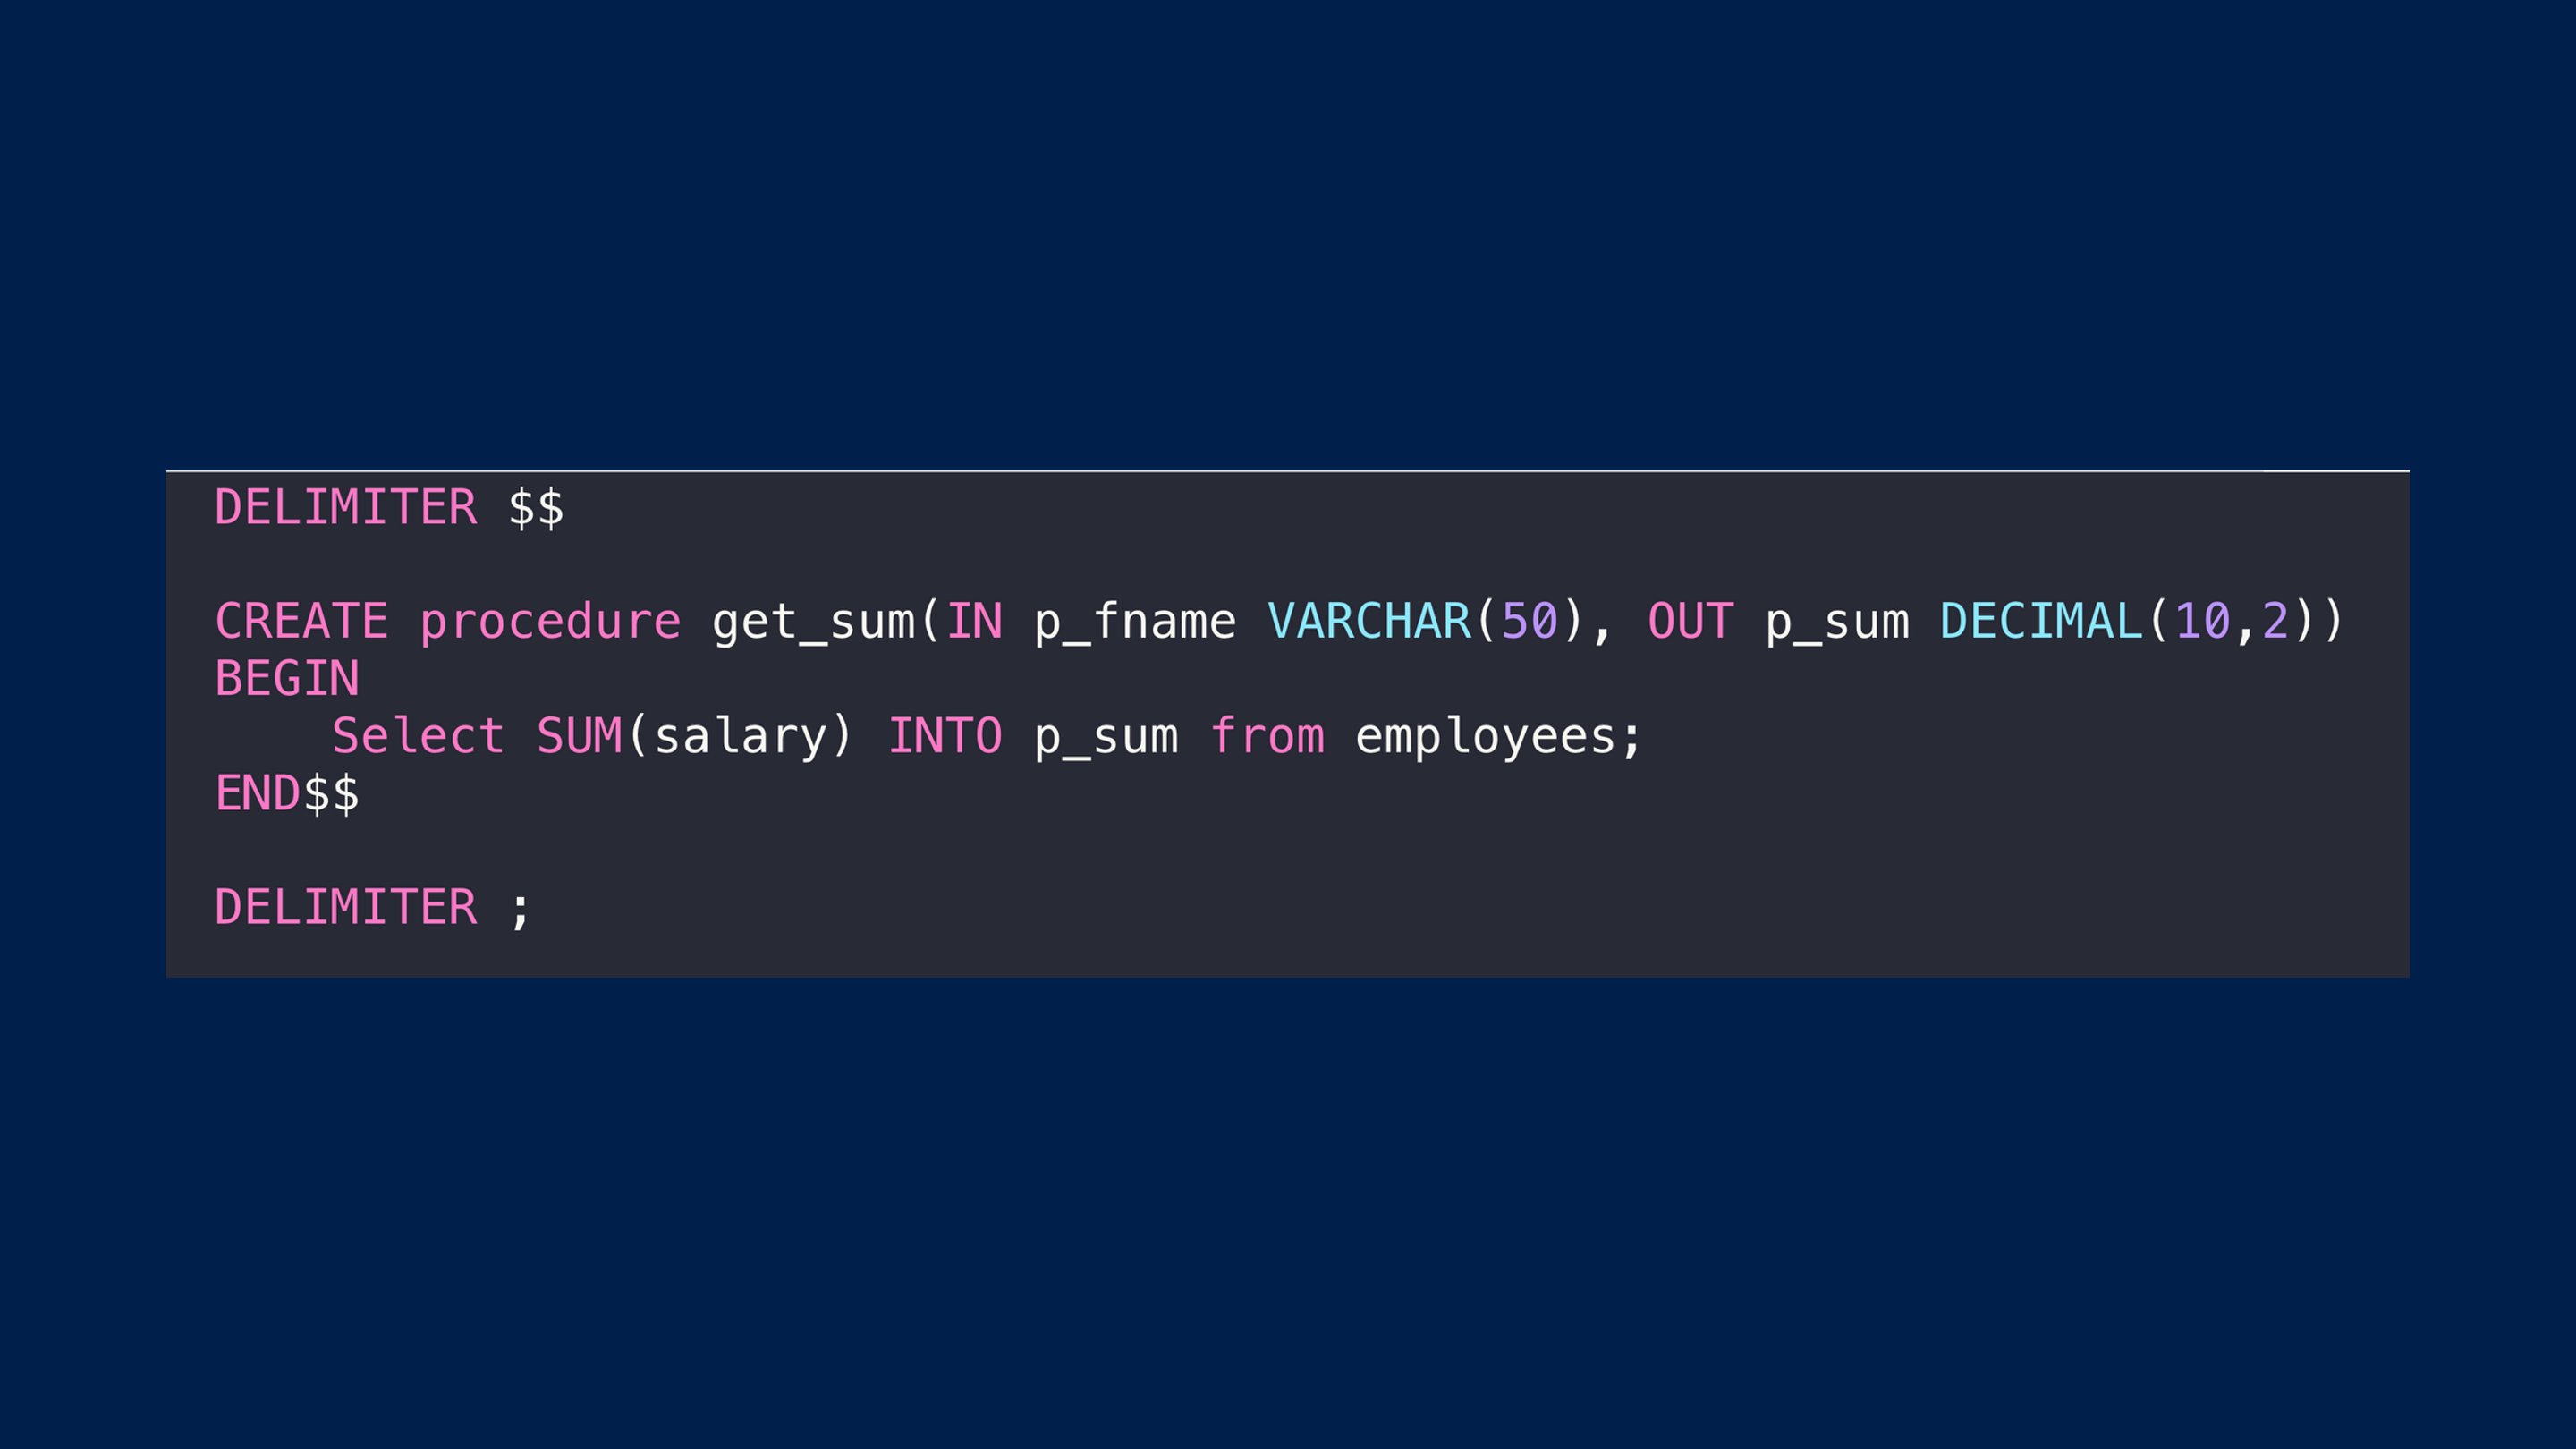 DELIMITER $$
CREATE procedure get_sum(IN p_fname VARCHAR(50), OUT p_sum DECIMAL(10,2))
BEGIN
    Select SUM(salary) INTO p_sum from employees;
END$$
DELIMITER ;